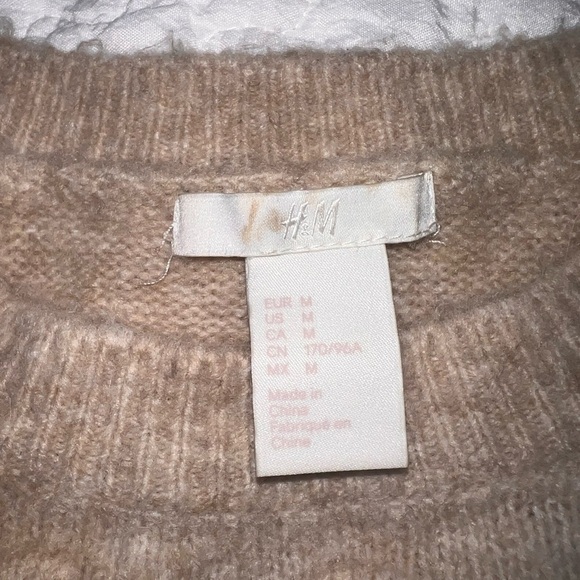 H&M
EUR M
US M
CA M
CN 170/96A
MX M
Made in
China
Fabriqué en
Chine